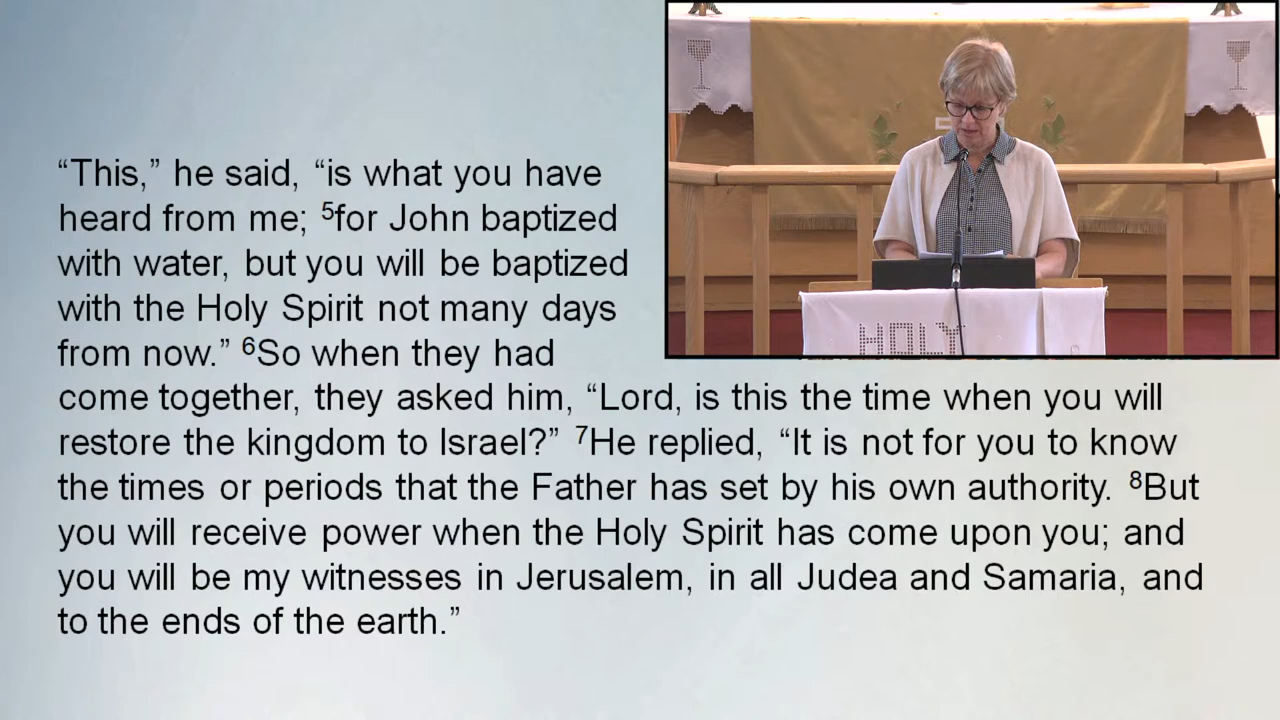 “This,” he said, “is what you have
heard from me; ⁵for John baptized
with water, but you will be baptized
with the Holy Spirit not many days
from now.” ⁶So when they had
come together, they asked him, “Lord, is this the time when you will
restore the kingdom to Israel?” ⁷He replied, “It is not for you to know
the times or periods that the Father has set by his own authority. ⁸But
you will receive power when the Holy Spirit has come upon you; and
you will be my witnesses in Jerusalem, in all Judea and Samaria, and
to the ends of the earth.”
HOLY